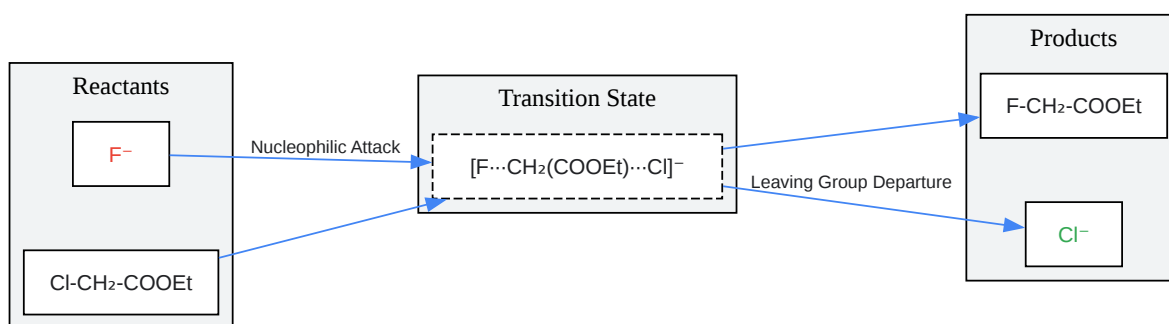 Reactants
F⁻
Cl-CH₂-COOEt
Nucleophilic Attack
Transition State
[F···CH₂(COOEt)···Cl]⁻
Leaving Group Departure
Products
F-CH₂-COOEt
Cl⁻